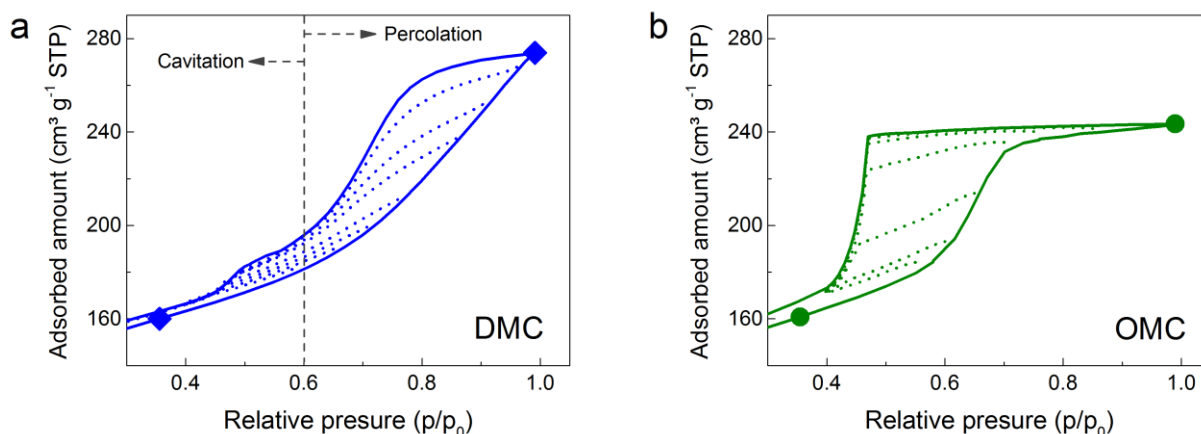 a
Adsorbed amount (cm³ g⁻¹ STP)
280
240
200
160
Cavitation
Percolation
DMC
0.4 0.6 0.8 1.0
Relative presure (p/p₀)
b
Adsorbed amount (cm³ g⁻¹ STP)
280
240
200
160
OMC
0.4 0.6 0.8 1.0
Relative presure (p/p₀)